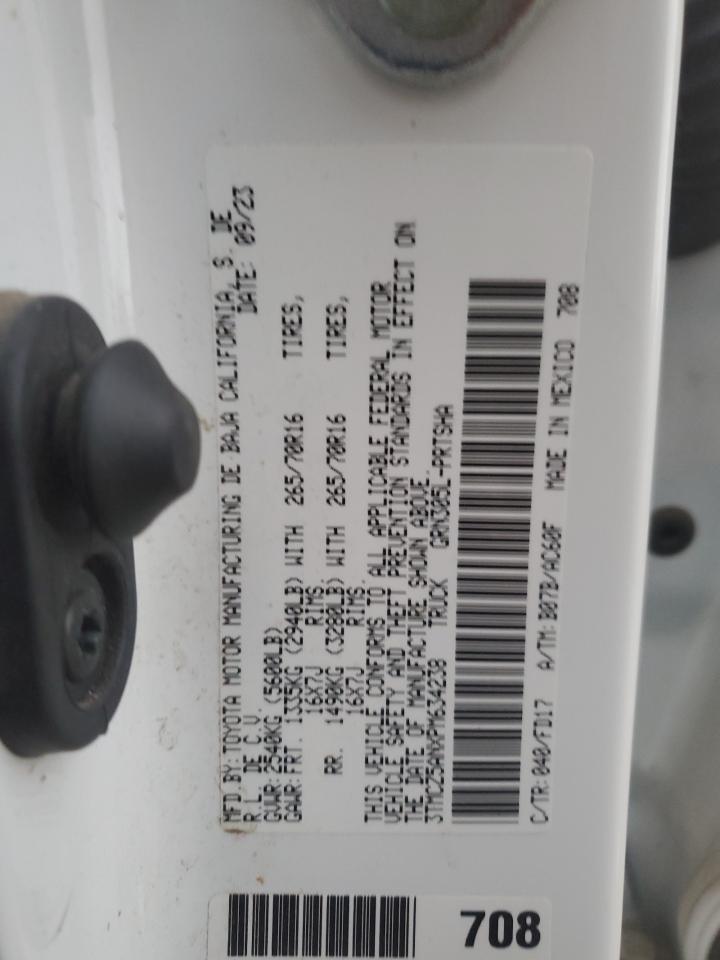 MFD.BY:TOYOTA MOTOR MANUFACTURING DE BAJA CALIFORNIA, S. DE
R.L. DE C.V. DATE: 09/23
GVWR:2540KG (5600LB)
GAWR:FRT. 1335KG (2940LB) WITH 265/70R16 TIRES,
16X7J RIMS
RR. 1490KG (3280LB) WITH 265/70R16 TIRES,
16X7J RIMS.
THIS VEHICLE CONFORMS TO ALL APPLICABLE FEDERAL MOTOR
VEHICLE SAFETY AND THEFT PREVENTION STANDARDS IN EFFECT ON
THE DATE OF MANUFACTURE SHOWN ABOVE.
3TMCZ5ANXPM634238 TRUCK GRN305L-PRTSHA
C/TR:040/FD17 A/TM:B07B/AC60F MADE IN MEXICO 708
708